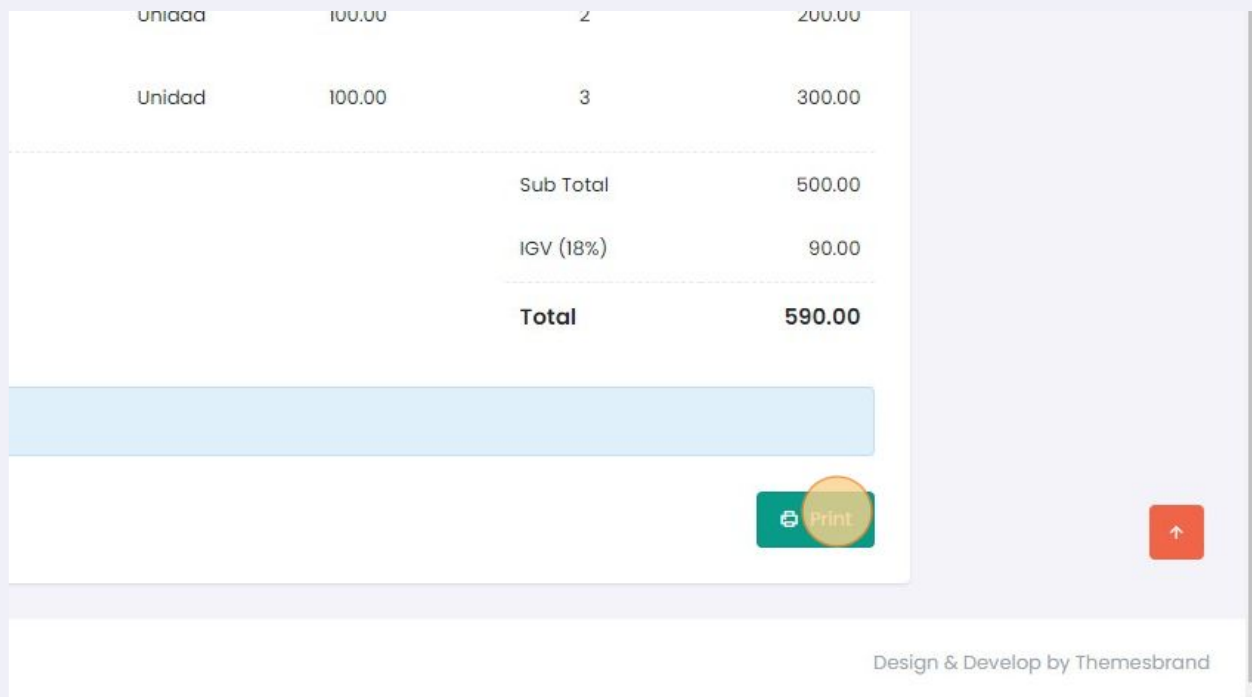 Unidad 100.00 2 200.00
Unidad 100.00 3 300.00
Sub Total 500.00
IGV (18%) 90.00
Total 590.00
Print
Design & Develop by Themesbrand